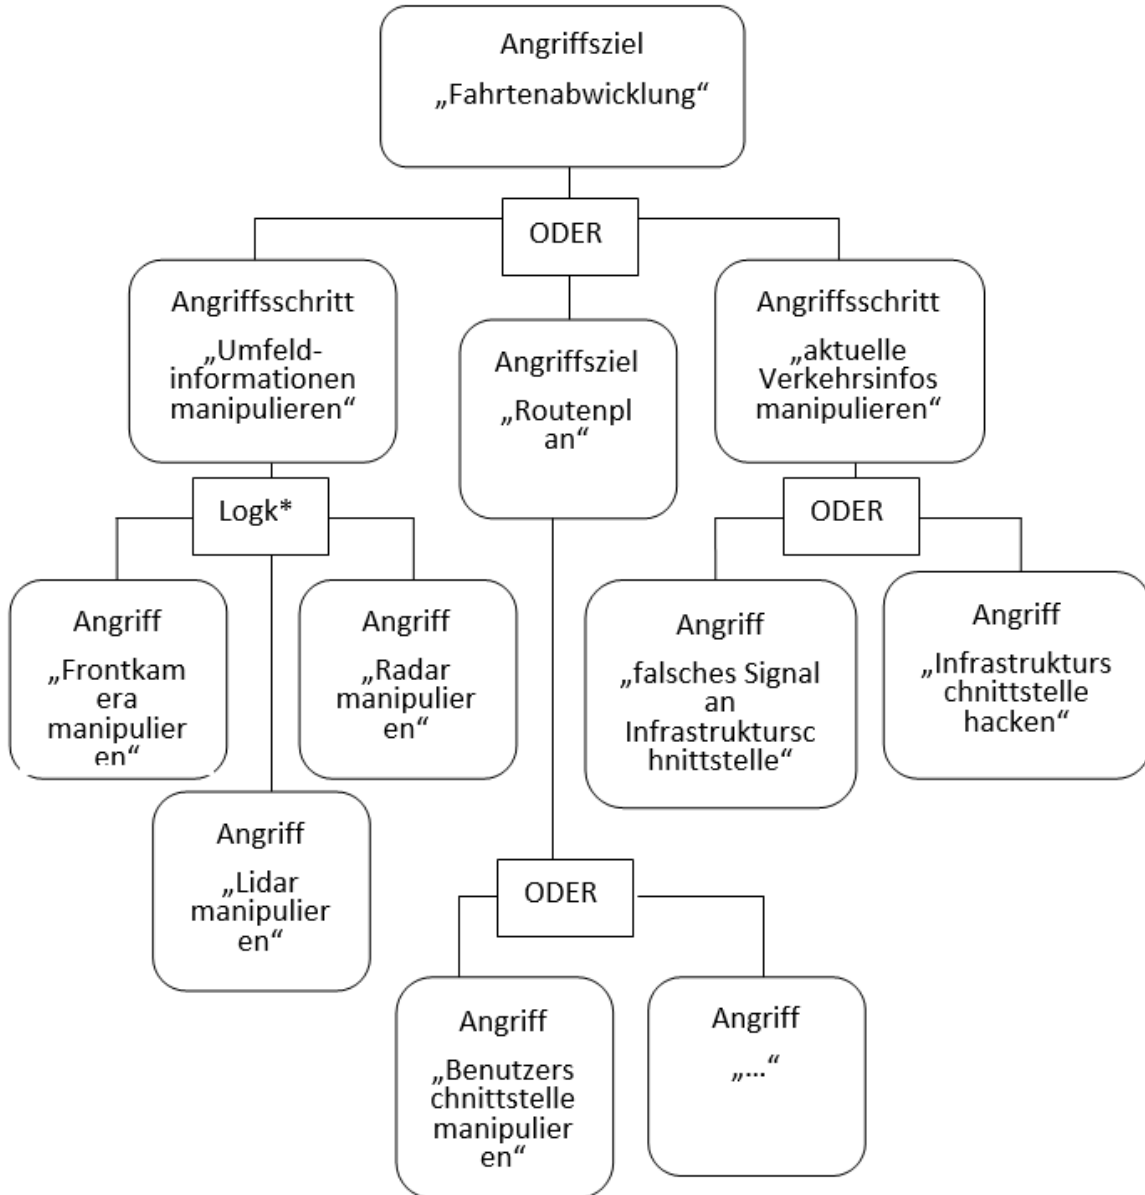 Angriffsziel
„Fahrtenabwicklung“
ODER
Angriffsschritt
„Umfeld-
informationen
manipulieren“
Angriffsziel
„Routenpl
an“
Angriffsschritt
„aktuelle
Verkehrsinfos
manipulieren“
Logk*
ODER
Angriff
„Frontkam
era
manipulier
en“
Angriff
„Radar
manipulier
en“
Angriff
„falsches Signal
an
Infrastruktursc
hnittstelle“
Angriff
„Infrastrukturs
chnittstelle
hacken“
Angriff
„Lidar
manipulier
en“
ODER
Angriff
„Benutzers
chnittstelle
manipulier
en“
Angriff
„...“